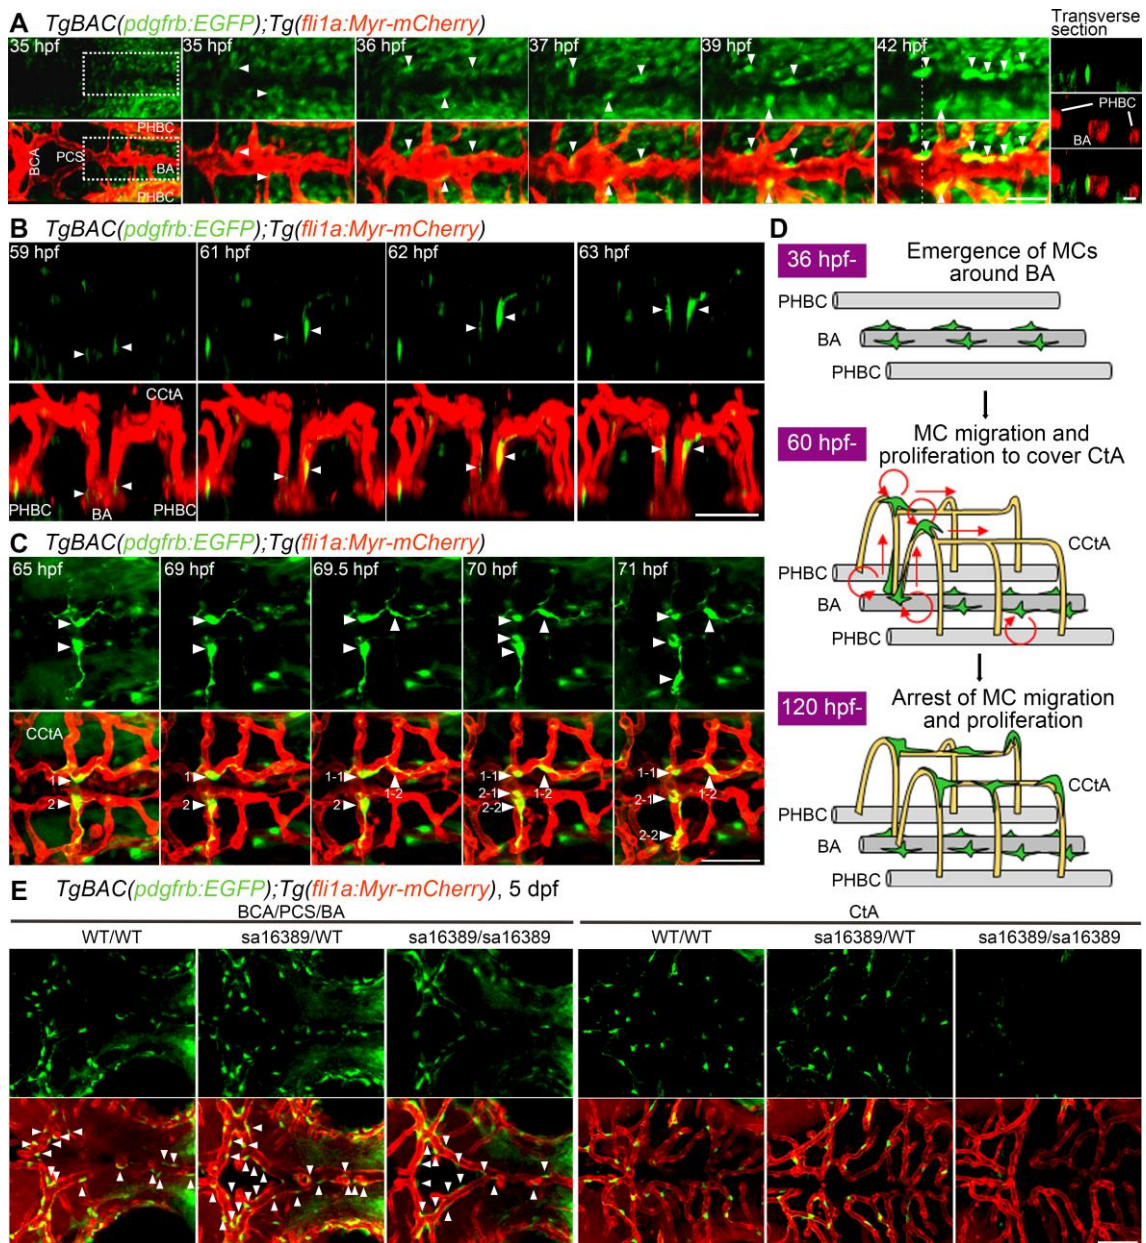 A TgBAC(pdgfrb:EGFP);Tg(fli1a:Myr-mCherry)
Transverse
section
35 hpf
35 hpf
36 hpf
37 hpf
39 hpf
42 hpf
PHBC
BCA
PCS
BA
PHBC
PHBC
BA
B TgBAC(pdgfrb:EGFP);Tg(fli1a:Myr-mCherry)
59 hpf
61 hpf
62 hpf
63 hpf
CCtA
PHBC
BA
PHBC
C TgBAC(pdgfrb:EGFP);Tg(fli1a:Myr-mCherry)
65 hpf
69 hpf
69.5 hpf
70 hpf
71 hpf
CCtA
1
2
1
2
1-1
1-2
2
1-1
2-1
2-2
1-2
1-1
2-1
1-2
2-2
D
36 hpf-
Emergence of MCs
around BA
PHBC
BA
PHBC
60 hpf-
MC migration and
proliferation to cover CtA
CCtA
PHBC
BA
PHBC
120 hpf-
Arrest of MC migration
and proliferation
CCtA
PHBC
BA
PHBC
E TgBAC(pdgfrb:EGFP);Tg(fli1a:Myr-mCherry), 5 dpf
BCA/PCS/BA
CtA
WT/WT
sa16389/WT
sa16389/sa16389
WT/WT
sa16389/WT
sa16389/sa16389